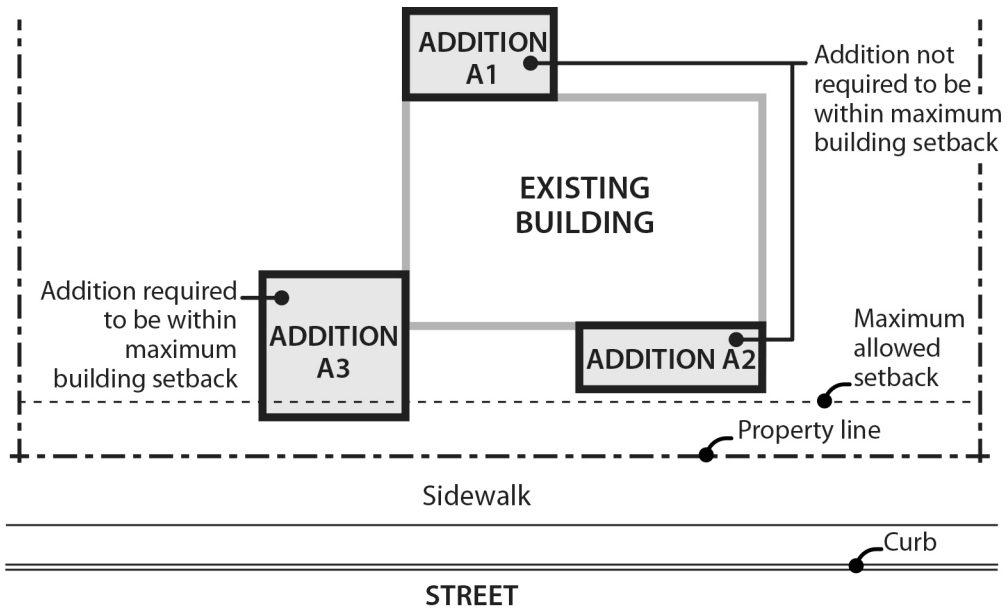 ADDITION
A1
Addition not
required to be
within maximum
building setback
EXISTING
BUILDING
Addition required
to be within
maximum
building setback
ADDITION
A3
ADDITION A2
Maximum
allowed
setback
Property line
Sidewalk
Curb
STREET